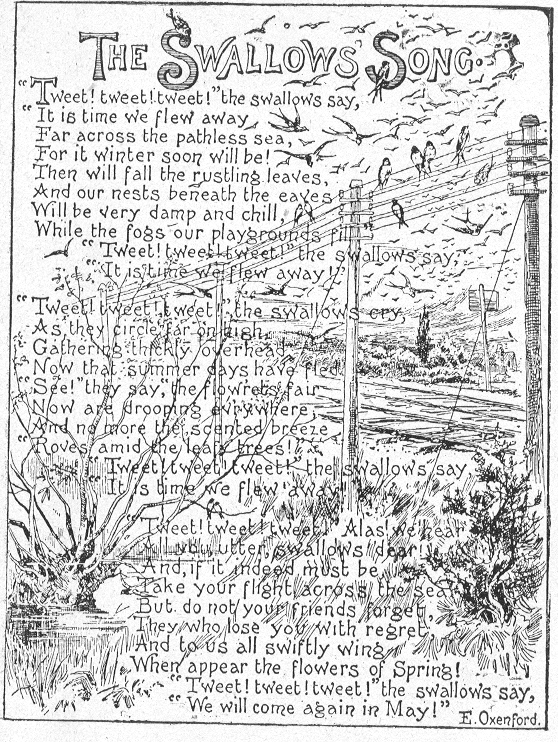 The Swallows' Song.
"Tweet! tweet! tweet!" the swallows say,
"It is time we flew away,
Far across the pathless sea,
For it winter soon will be!
Then will fall the rustling leaves,
And our nests beneath the eaves
Will be very damp and chill,
While the fogs our playgrounds fill."
"Tweet! tweet! tweet!" the swallows say,
"It is time we flew away!"
"Tweet! tweet! tweet!" the swallows cry,
As they circle far on high,
Gathering thickly overhead
Now that summer days have fled.
"See!" they say, "the flow'rets fair
Now are drooping ev'rywhere,
And no more the scented breeze
"Roves amid the leafy trees!"
"Tweet! tweet! tweet!" the swallows say,
"It is time we flew away!"
"Tweet! tweet! tweet!" Alas! we hear
All you utter, swallows dear!
And, if it indeed must be,
Take your flight across the sea,
But do not your friends forget,
They who lose you with regret,
And to us all swiftly wing
When appear the flowers of Spring!
"Tweet! tweet! tweet!" the swallows say,
"We will come again in May!"
E. Oxenford.